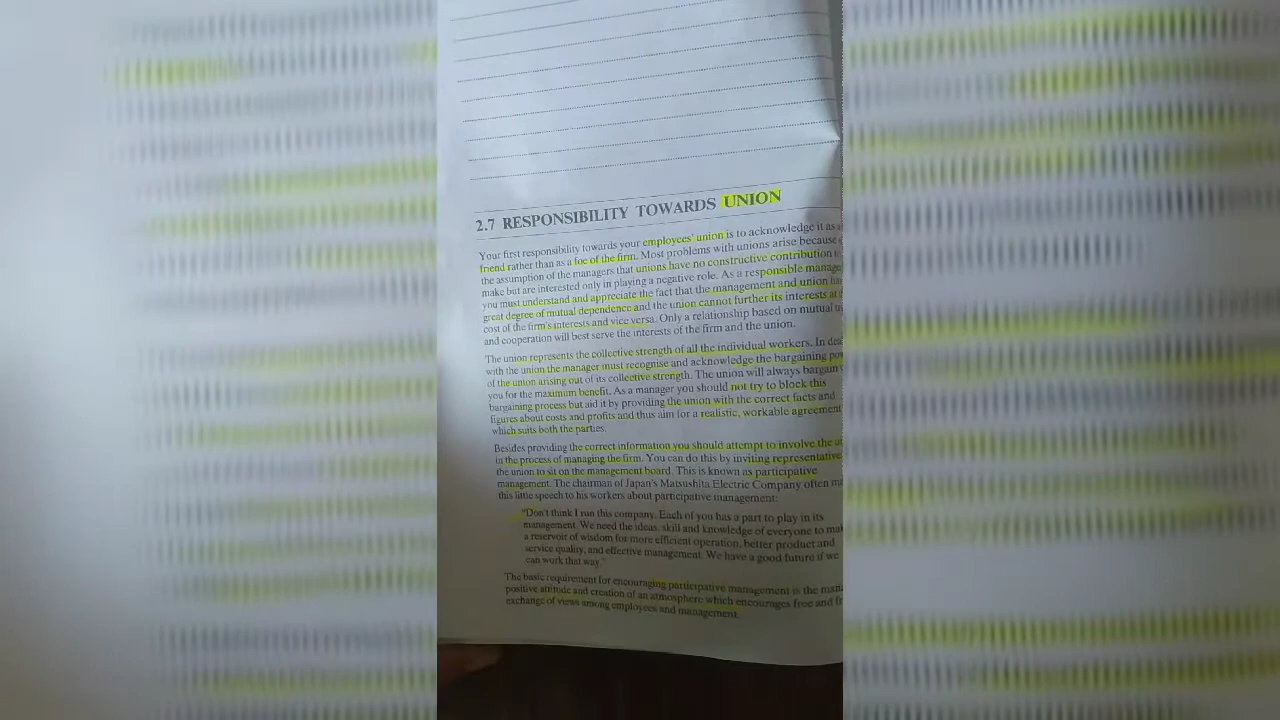 2.7 RESPONSIBILITY TOWARDS UNION
Your first responsibility towards your employees' union is to acknowledge it as
friend rather than as a foe of the firm. Most problems with unions arise because
the assumption of the managers that unions have no constructive contribution
make but are interested only in playing a negative role. As a responsible
you must understand and appreciate the fact that the management and union
great degree of mutual dependence and the union cannot further its interests at
cost of the firm's interests and vice versa. Only a relationship based on mutual
and cooperation will best serve the interests of the firm and the union.
The union represents the collective strength of all the individual workers. In
with the union the manager must recognise and acknowledge the bargaining
of the union arising out of its collective strength. The union will always bargain
you for the maximum benefit. As a manager you should not try to block this
bargaining process but aid it by providing the union with the correct facts and
figures about costs and profits and thus aim for a realistic, workable agreement
which suits both the parties.
Besides providing the correct information you should attempt to involve the
in the process of managing the firm. You can do this by inviting representative
the union to sit on the management board. This is known as participative
management. The chairman of Japan's Matsushita Electric Company often
this little speech to his workers about participative management:
"Don't think I run this company. Each of you has a part to play in its
management. We need the ideas, skill and knowledge of everyone to
a reservoir of wisdom for more efficient operation, better product and
service quality, and effective management. We have a good future if we
can work that way."
The basic requirement for encouraging participative management is the
positive attitude and creation of an atmosphere which encourages free and
exchange of views among employees and management.